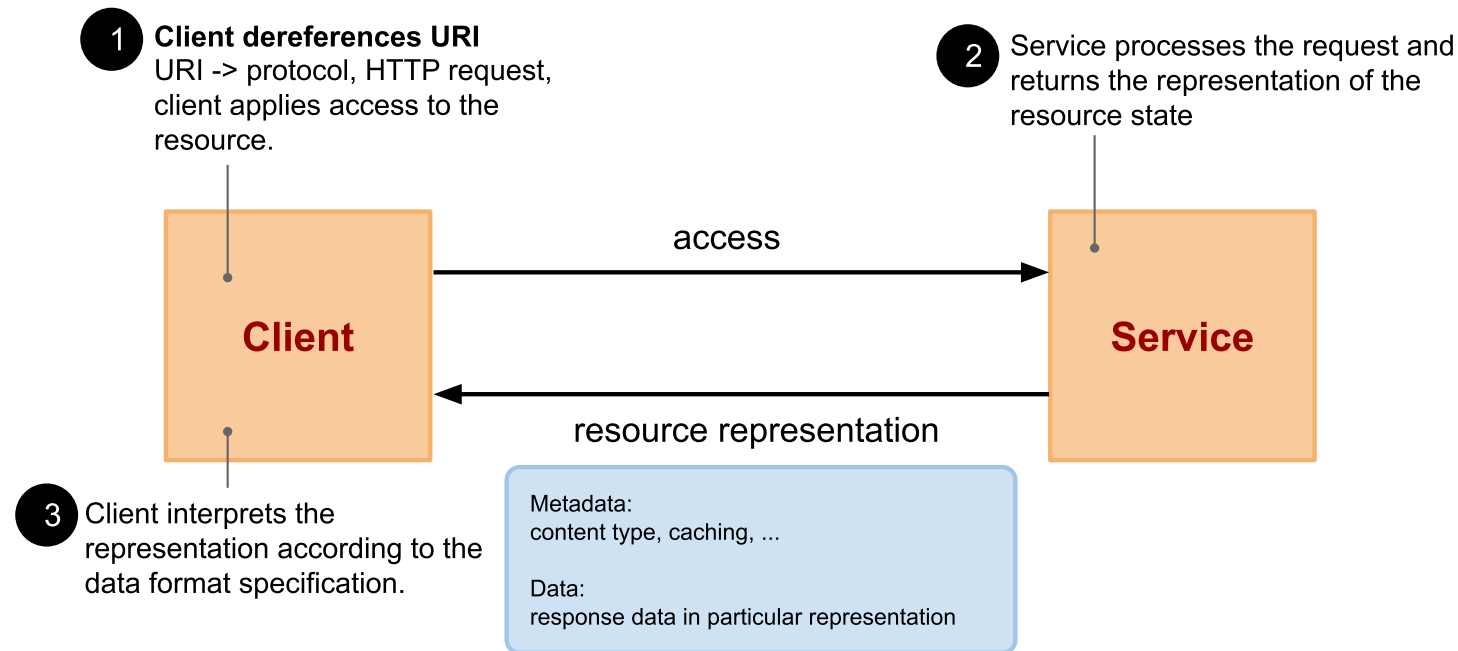 1
Client dereferences URI
URI -> protocol, HTTP request,
client applies access to the
resource.
2
Service processes the request and
returns the representation of the
resource state
access
Client
Service
resource representation
3
Client interprets the
representation according to the
data format specification.
Metadata:
content type, caching, ...
Data:
response data in particular representation